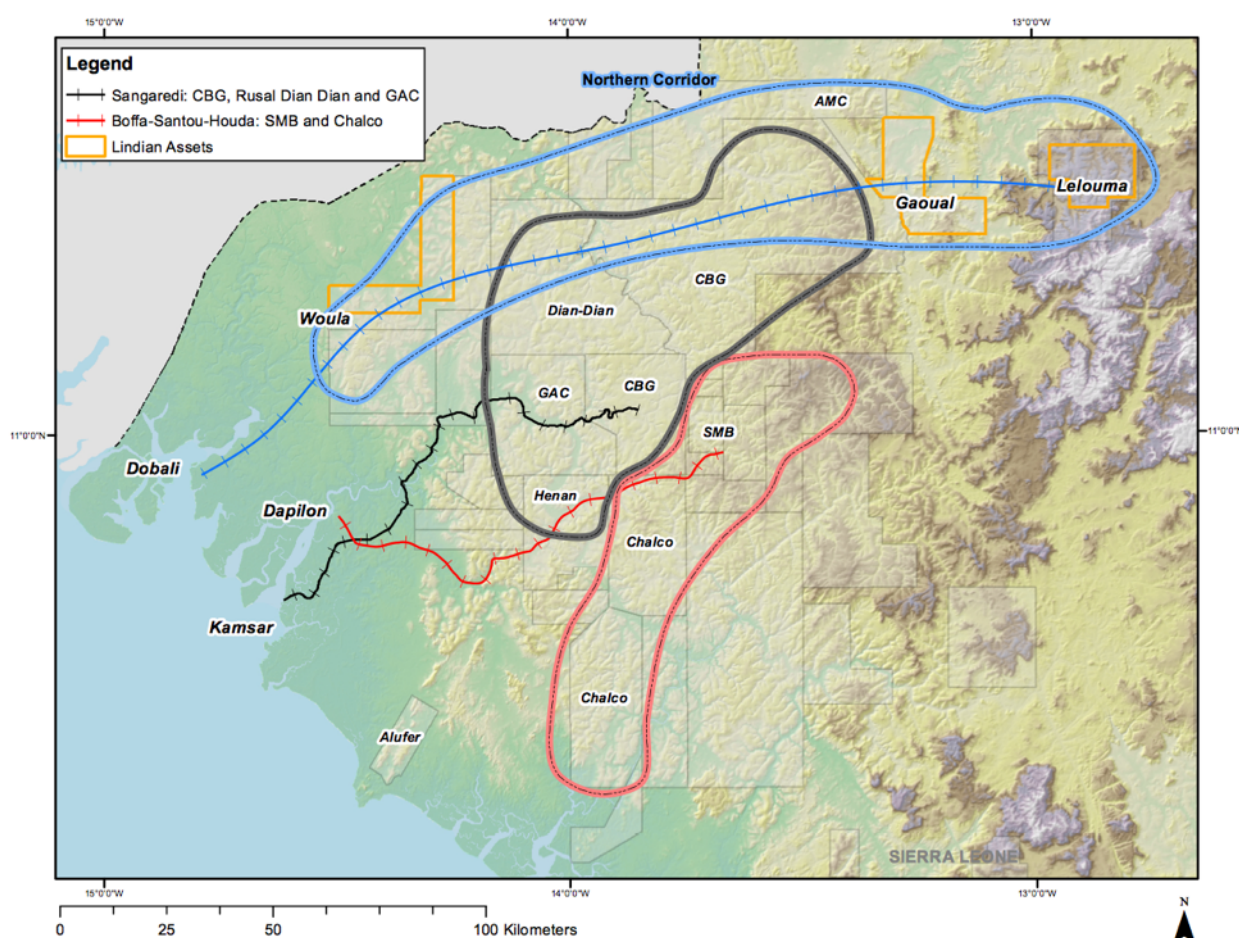 15°0'0"W
14°0'0"W
13°0'0"W
Legend
Sangaredi: CBG, Rusal Dian Dian and GAC
Boffa-Santou-Houda: SMB and Chalco
Lindian Assets
Northern Corridor
AMC
Lelouma
Gaoual
CBG
Dian-Dian
Woula
GAC
CBG
11°0'0"N
11°0'0"N
SMB
Dobali
Henan
Dapilon
Chalco
Kamsar
Chalco
Alufer
SIERRA LEONE
15°0'0"W
14°0'0"W
13°0'0"W
N
0 25 50 100 Kilometers